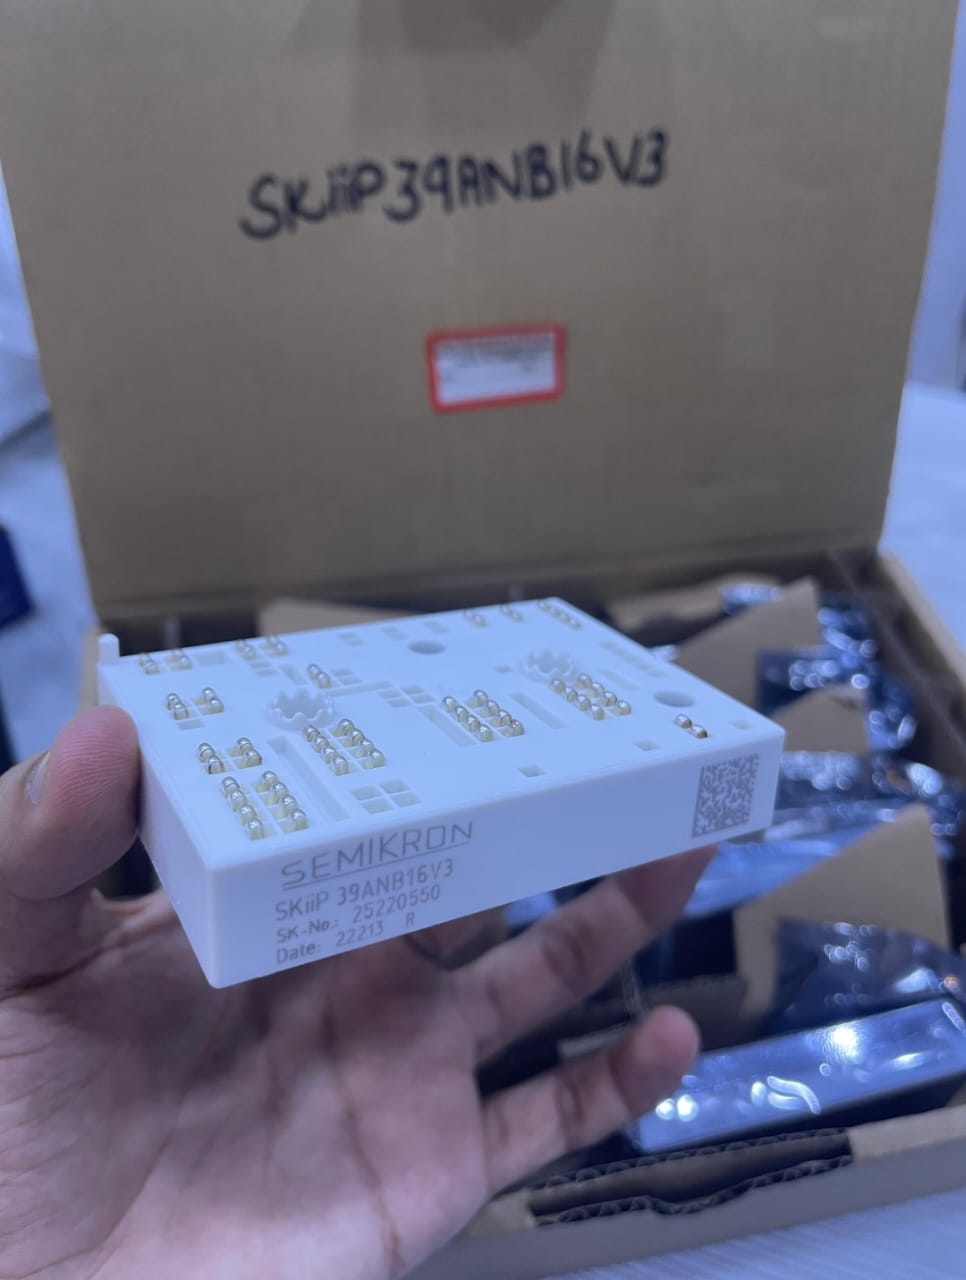 SKiiP39ANB16V3
SEMIKRON
SKiiP 39ANB16V3
SK-No.: 25220550
Date: 22213 R